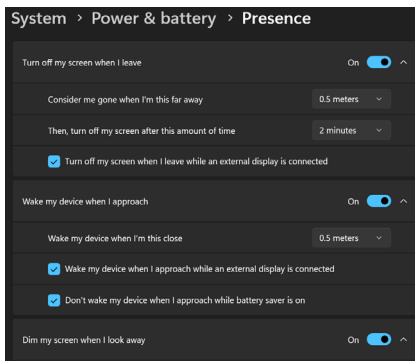 System > Power & battery > Presence
Turn off my screen when I leave On
Consider me gone when I'm this far away 0.5 meters
Then, turn off my screen after this amount of time 2 minutes
Turn off my screen when I leave while an external display is connected
Wake my device when I approach On
Wake my device when I'm this close 0.5 meters
Wake my device when I approach while an external display is connected
Don't wake my device when I approach while battery saver is on
Dim my screen when I look away On